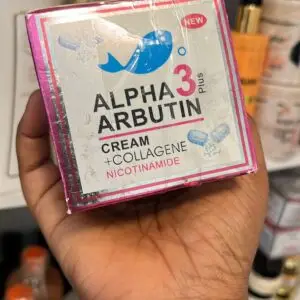 NEW
ALPHA 3 Plus
ARBUTIN
CREAM
+COLLAGENE
NICOTINAMIDE